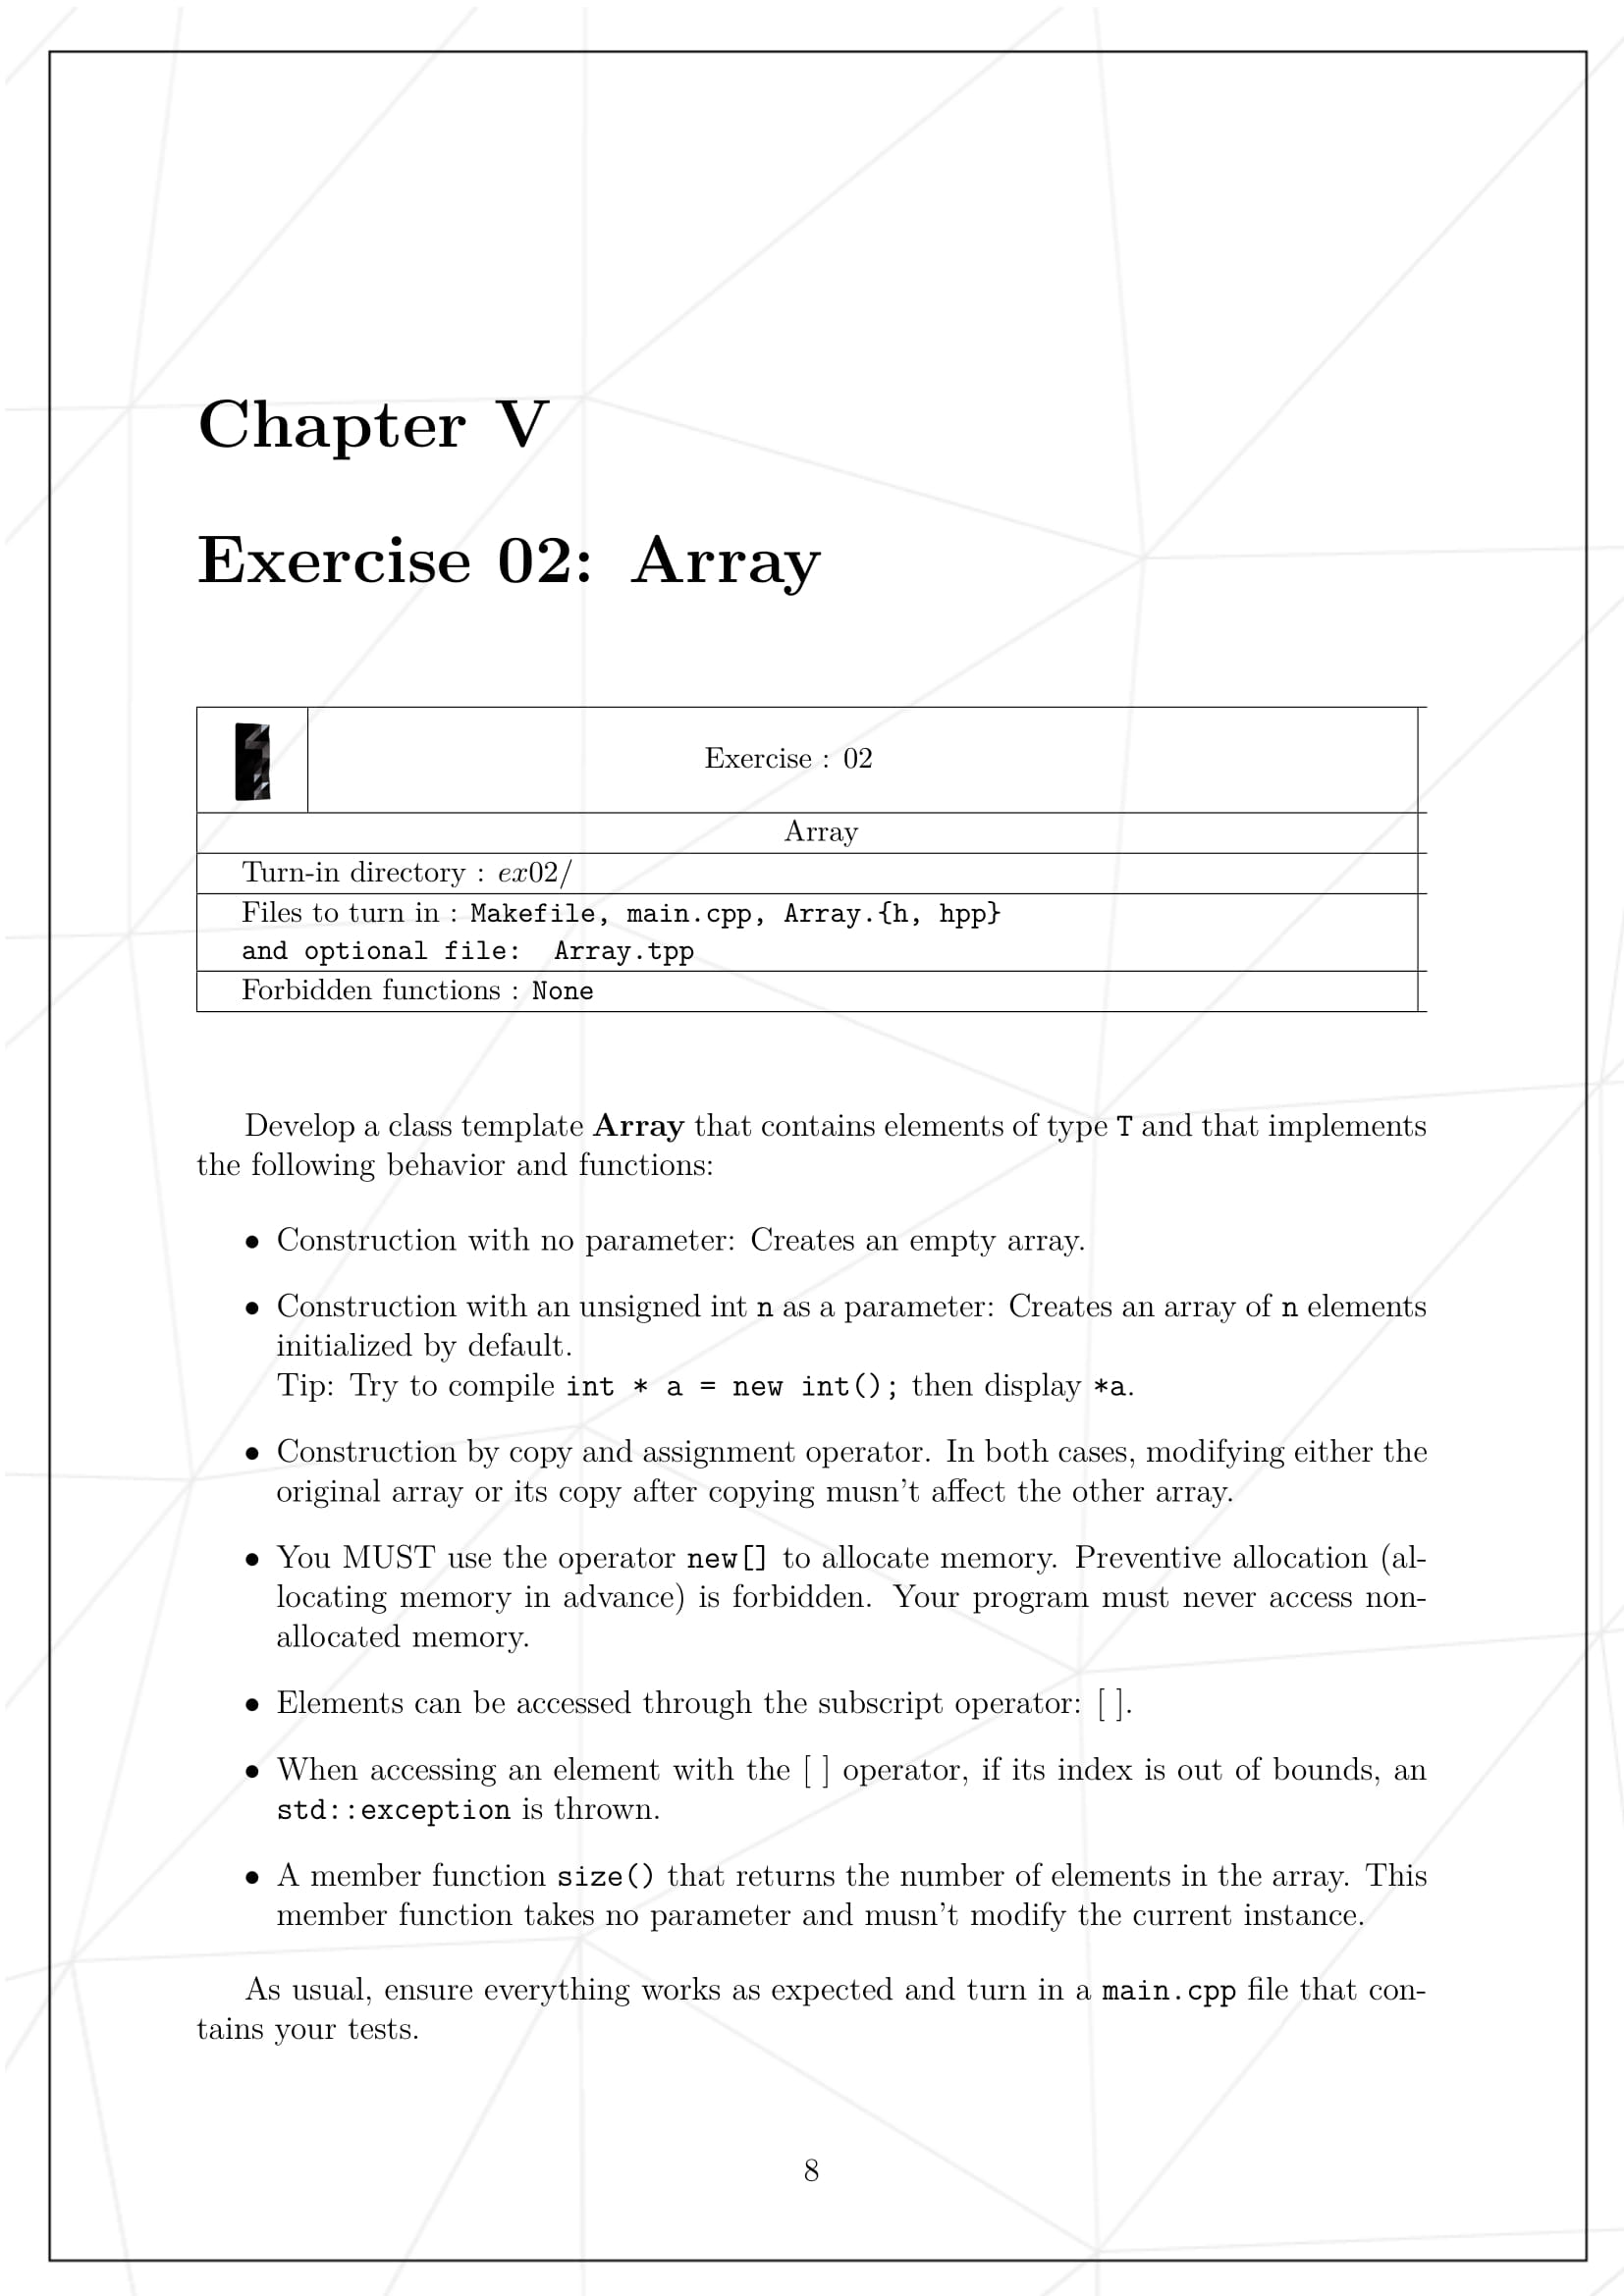 Chapter V
Exercise 02: Array
Exercise : 02
Array
Turn-in directory : ex02/
Files to turn in : Makefile, main.cpp, Array.{h, hpp}
and optional file: Array.tpp
Forbidden functions : None
Develop a class template Array that contains elements of type T and that implements
the following behavior and functions:
• Construction with no parameter: Creates an empty array.
• Construction with an unsigned int n as a parameter: Creates an array of n elements
initialized by default.
Tip: Try to compile int * a = new int(); then display *a.
• Construction by copy and assignment operator. In both cases, modifying either the
original array or its copy after copying musn't affect the other array.
• You MUST use the operator new[] to allocate memory. Preventive allocation (al-
locating memory in advance) is forbidden. Your program must never access non-
allocated memory.
• Elements can be accessed through the subscript operator: [ ].
• When accessing an element with the [ ] operator, if its index is out of bounds, an
std::exception is thrown.
• A member function size() that returns the number of elements in the array. This
member function takes no parameter and musn't modify the current instance.
As usual, ensure everything works as expected and turn in a main.cpp file that con-
tains your tests.
8